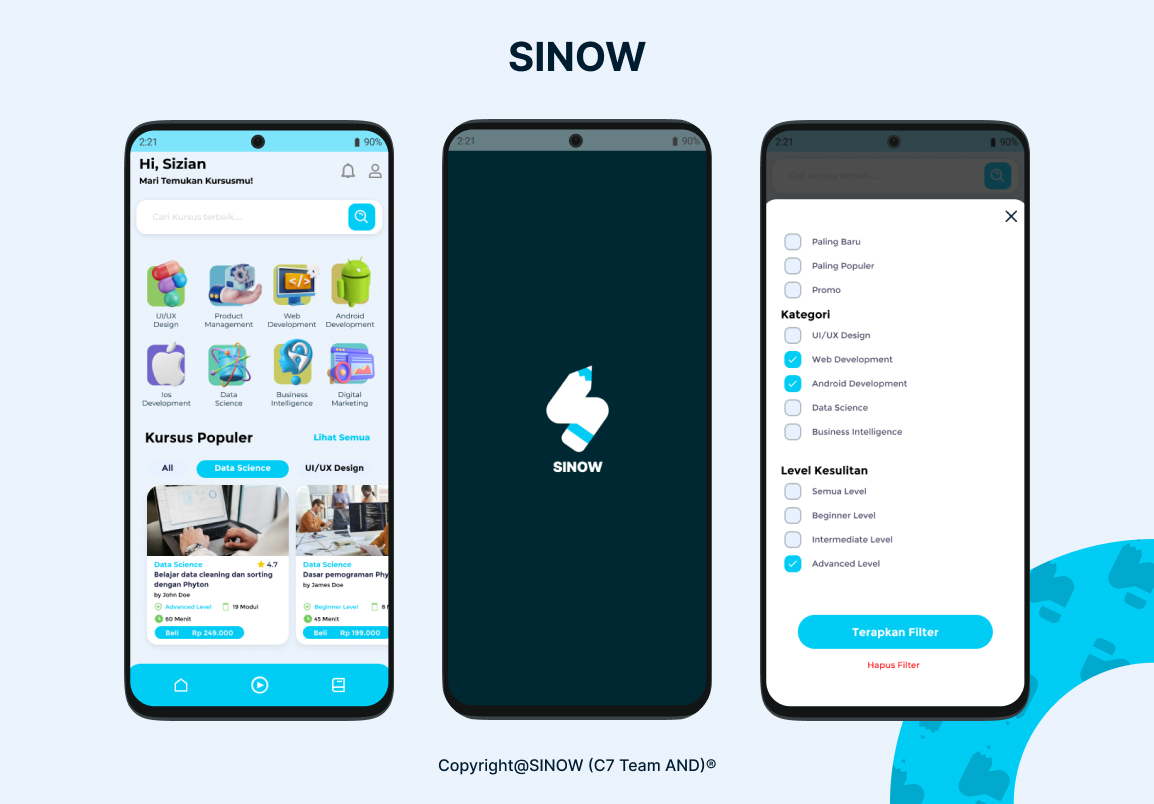 SINOW
2:21
90%
Hi, Sizian
Mari Temukan Kursusmu!
Cari Kursus terbaik....
UI/UX
Design
Product
Management
Web
Development
Android
Development
Ios
Development
Data
Science
Business
Intelligence
Digital
Marketing
Kursus Populer
Lihat Semua
All
Data Science
UI/UX Design
Data Science
4.7
Belajar data cleaning dan sorting
dengan Phyton
by John Doe
Advanced Level
19 Modul
60 Menit
Beli
Rp 249.000
Data Science
Dasar pemograman Phy
by James Doe
Beginner Level
45 Menit
Beli
Rp 199.000
2:21
90%
SINOW
2:21
90%
Cari Kursus terbaik....
Paling Baru
Paling Populer
Promo
Kategori
UI/UX Design
Web Development
Android Development
Data Science
Business Intelligence
Level Kesulitan
Semua Level
Beginner Level
Intermediate Level
Advanced Level
Terapkan Filter
Hapus Filter
Copyright@SINOW (C7 Team AND)®